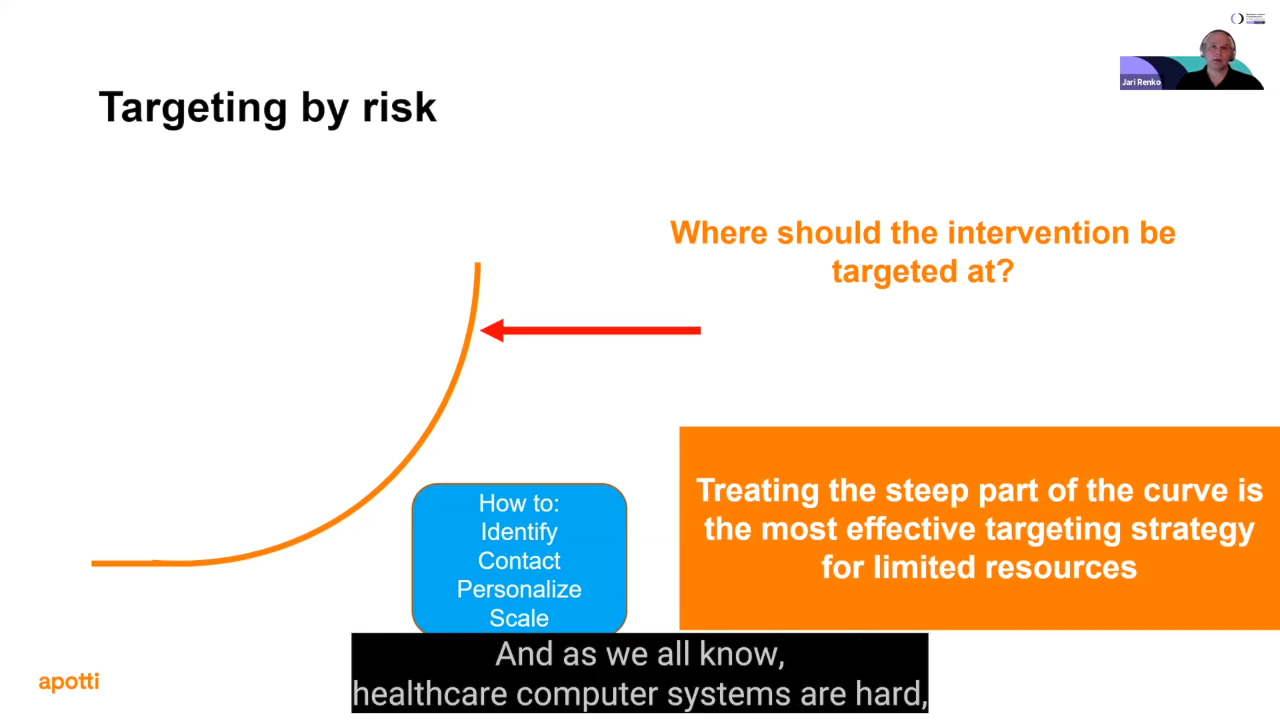 Jari Renko
Targeting by risk
Where should the intervention be
targeted at?
Treating the steep part of the curve is
the most effective targeting strategy
for limited resources
How to:
Identify
Contact
Personalize
Scale
And as we all know,
healthcare computer systems are hard,
apotti